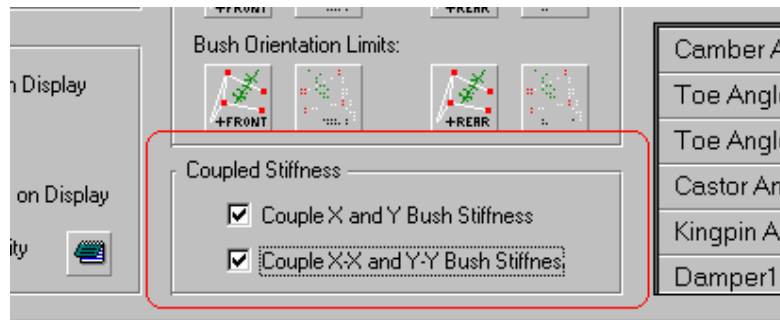 +FRONT
+REAR
Bush Orientation Limits:
Display
+FRONT
+REAR
Coupled Stiffness
on Display
Couple X and Y Bush Stiffness
Couple X-X and Y-Y Bush Stiffnes
Camber A
Toe Angl
Toe Angl
Castor An
Kingpin A
Damper1